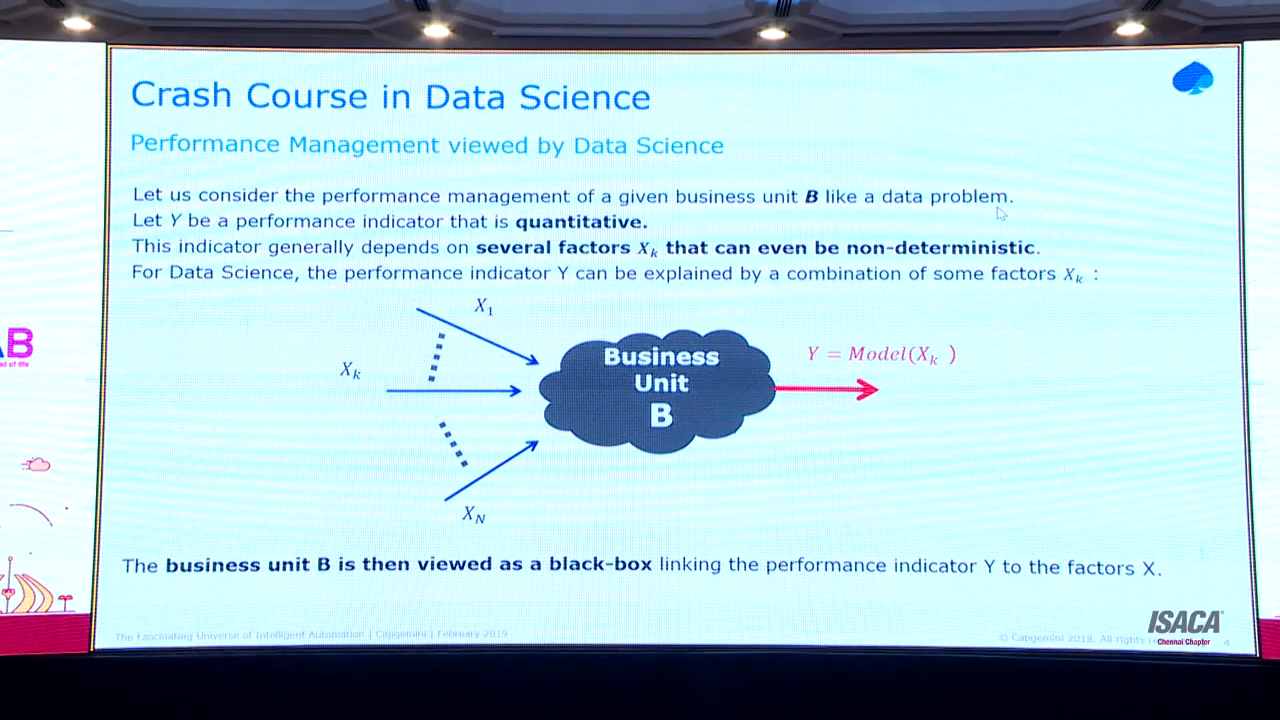 Crash Course in Data Science
Performance Management viewed by Data Science
Let us consider the performance management of a given business unit B like a data problem.
Let Y be a performance indicator that is quantitative.
This indicator generally depends on several factors Xₖ that can even be non-deterministic.
For Data Science, the performance indicator Y can be explained by a combination of some factors Xₖ :
X₁
Xₖ
Business
Unit
B
Y = Model(Xₖ )
X_N
The business unit B is then viewed as a black-box linking the performance indicator Y to the factors X.
The Fascinating Universe of Intelligent Automation | Capgemini | February 2019
© Capgemini 2018. All rights
4
ISACA
Chennai Chapter
AB